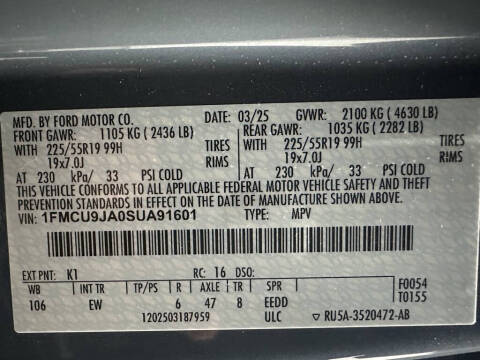 MFD. BY FORD MOTOR CO. DATE: 03/25 GVWR: 2100 KG ( 4630 LB)
FRONT GAWR: 1105 KG ( 2436 LB) REAR GAWR: 1035 KG ( 2282 LB)
WITH 225/55R19 99H TIRES WITH 225/55R19 99H TIRES
19x7.0J RIMS 19x7.0J RIMS
AT 230 kPa/ 33 PSI COLD AT 230 kPa/ 33 PSI COLD
THIS VEHICLE CONFORMS TO ALL APPLICABLE FEDERAL MOTOR VEHICLE SAFETY AND THEFT
PREVENTION STANDARDS IN EFFECT ON THE DATE OF MANUFACTURE SHOWN ABOVE.
VIN: 1FMCU9JA0SUA91601 TYPE: MPV
EXT PNT: K1 RC: 16 DSO:
WB INT TR TP/PS R AXLE TR SPR F0054
106 EW 6 47 8 EEDD T0155
1202503187959 ULC ▽ RU5A-3520472-AB